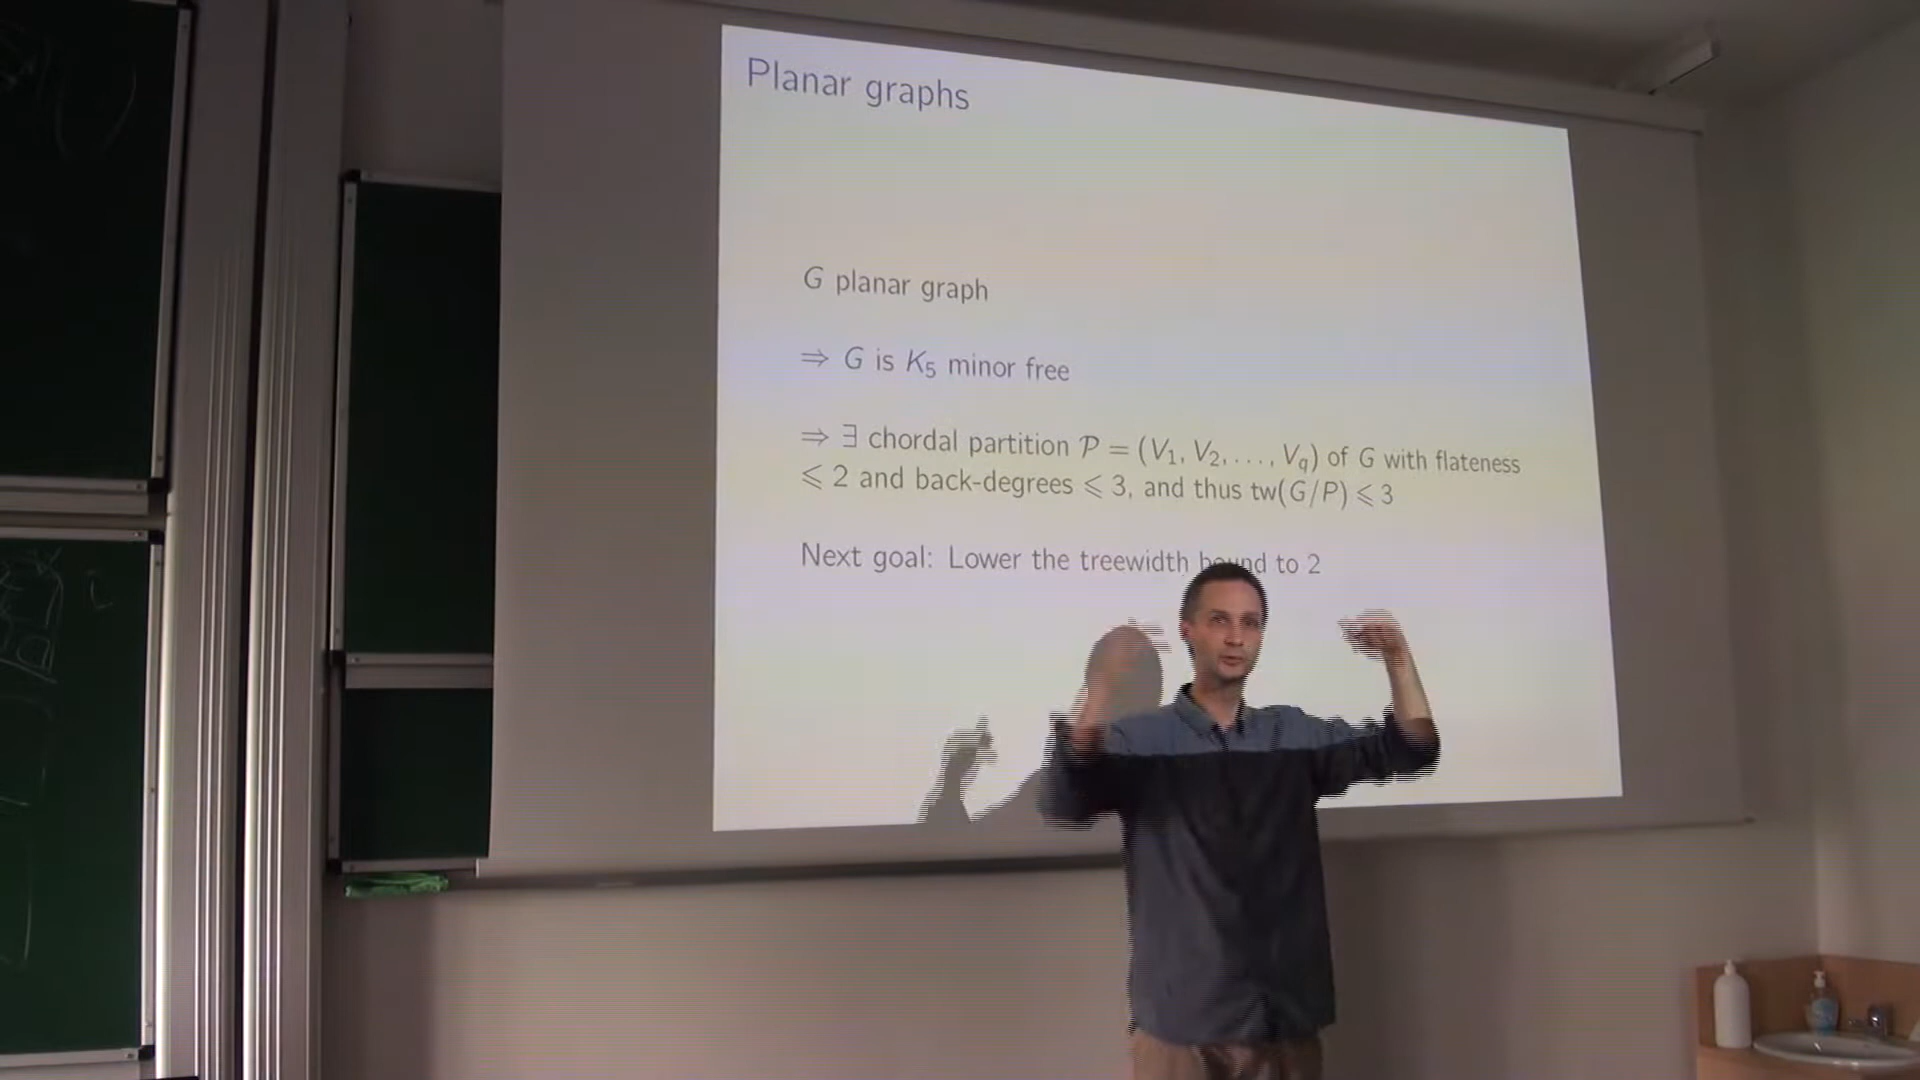 Planar graphs
G planar graph
⇒ G is K₅ minor free
⇒ ∃ chordal partition 𝒫 = (V₁, V₂, . . . , V_q) of G with flateness
⩽ 2 and back-degrees ⩽ 3, and thus tw(G/P) ⩽ 3
Next goal: Lower the treewidth bound to 2